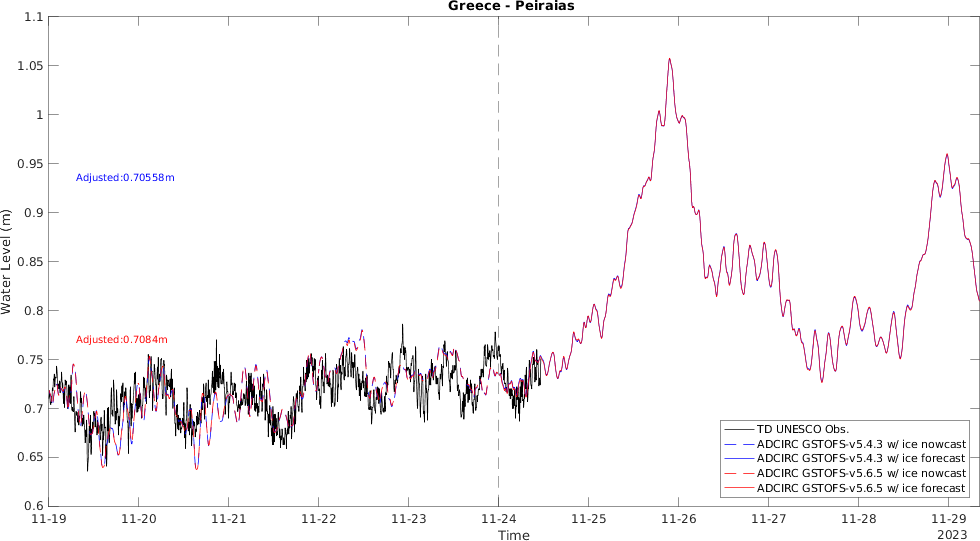 Greece - Peiraias
1.1
1.05
1
0.95
0.9
0.85
0.8
0.75
0.7
0.65
0.6
Water Level (m)
Adjusted:0.70558m
Adjusted:0.7084m
TD UNESCO Obs.
ADCIRC GSTOFS-v5.4.3 w/ ice nowcast
ADCIRC GSTOFS-v5.4.3 w/ ice forecast
ADCIRC GSTOFS-v5.6.5 w/ ice nowcast
ADCIRC GSTOFS-v5.6.5 w/ ice forecast
11-19 11-20 11-21 11-22 11-23 11-24 11-25 11-26 11-27 11-28 11-29
Time
2023